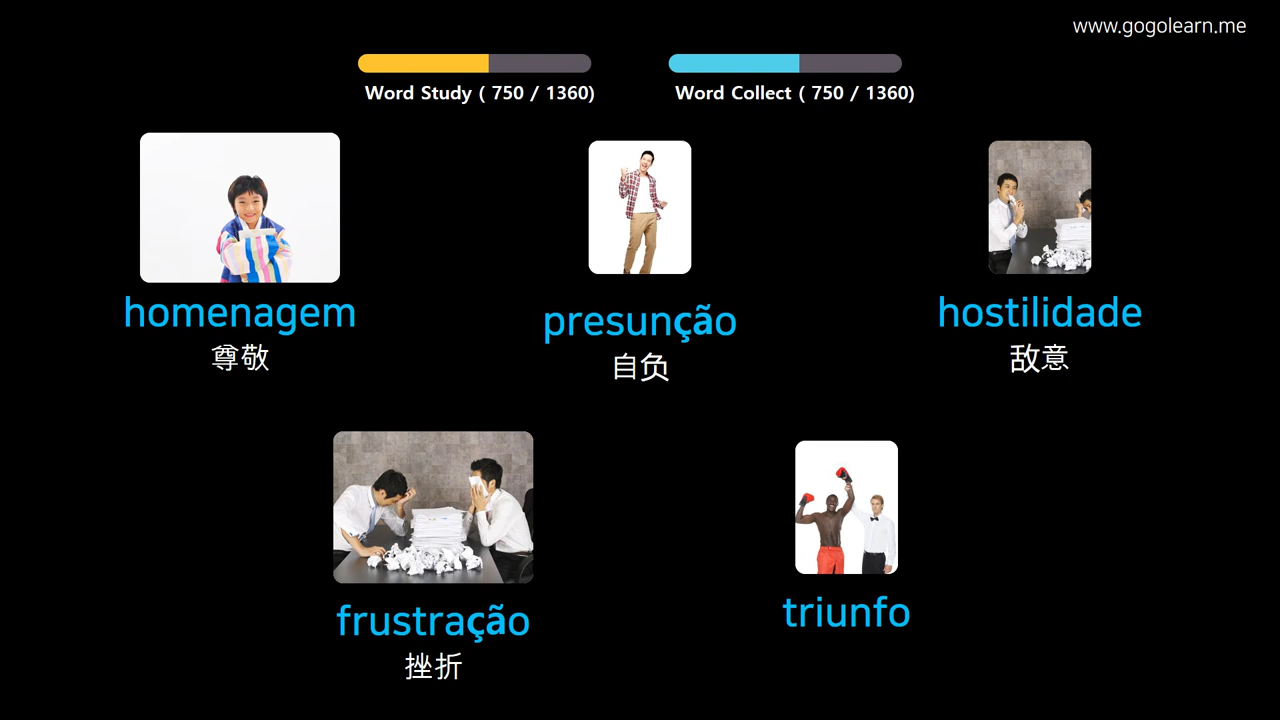 www.gogolearn.me
Word Study ( 750 / 1360)
Word Collect ( 750 / 1360)
homenagem
尊敬
presunção
自负
hostilidade
敌意
frustração
挫折
triunfo